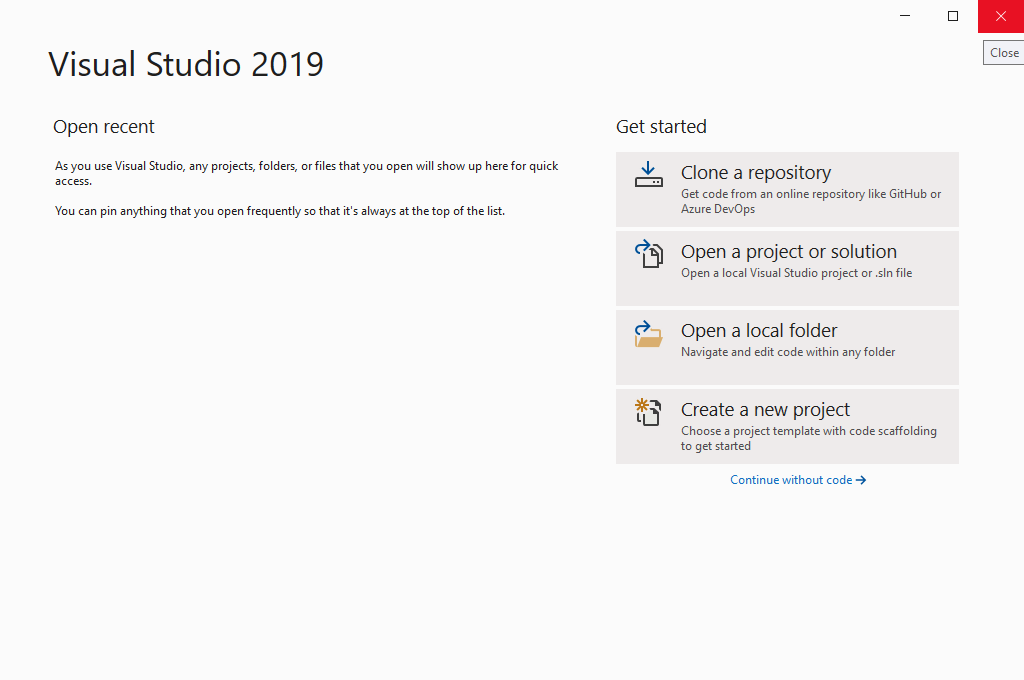 Close
Visual Studio 2019
Open recent
As you use Visual Studio, any projects, folders, or files that you open will show up here for quick
access.
You can pin anything that you open frequently so that it's always at the top of the list.
Get started
Clone a repository
Get code from an online repository like GitHub or
Azure DevOps
Open a project or solution
Open a local Visual Studio project or .sln file
Open a local folder
Navigate and edit code within any folder
Create a new project
Choose a project template with code scaffolding
to get started
Continue without code →